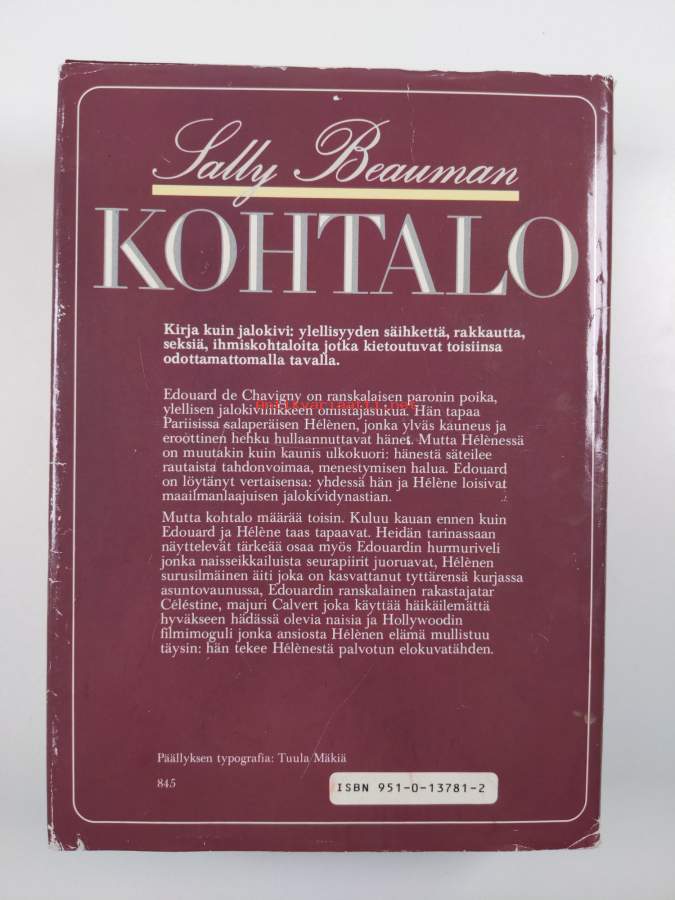 Sally Beauman
KOHTALO
Kirja kuin jalokivi: ylellisyyden säihkettä, rakkautta,
seksiä, ihmiskohtaloita jotka kietoutuvat toisiinsa
odottamattomalla tavalla.
Edouard de Chavigny on ranskalaisen paronin poika,
ylellisen jalokiviliikkeen omistajasukua. Hän tapaa
antikvariaatti.net
Pariisissa salaperäisen Hélènen, jonka ylväs kauneus ja
eroottinen hehku hullaannuttavat hänet. Mutta Hélènessä
on muutakin kuin kaunis ulkokuori: hänestä säteilee
rautaista tahdonvoimaa, menestymisen halua. Edouard
on löytänyt vertaisensa: yhdessä hän ja Hélène loisivat
maailmanlaajuisen jalokividynastian.
Mutta kohtalo määrää toisin. Kuluu kauan ennen kuin
Edouard ja Hélène taas tapaavat. Heidän tarinassaan
näyttelevät tärkeää osaa myös Edouardin hurmuriveli
jonka naisseikkailuista seurapiirit juoruavat, Hélènen
surusilmäinen äiti joka on kasvattanut tyttärensä kurjassa
asuntovaunussa, Edouardin ranskalainen rakastajatar
Céléstine, majuri Calvert joka käyttää häikäilemättä
hyväkseen hädässä olevia naisia ja Hollywoodin
filmimoguli jonka ansiosta Hélènen elämä mullistuu
täysin: hän tekee Hélènestä palvotun elokuvatähden.
Päällyksen typografia: Tuula Mäkiä
845
ISBN 951-0-13781-2